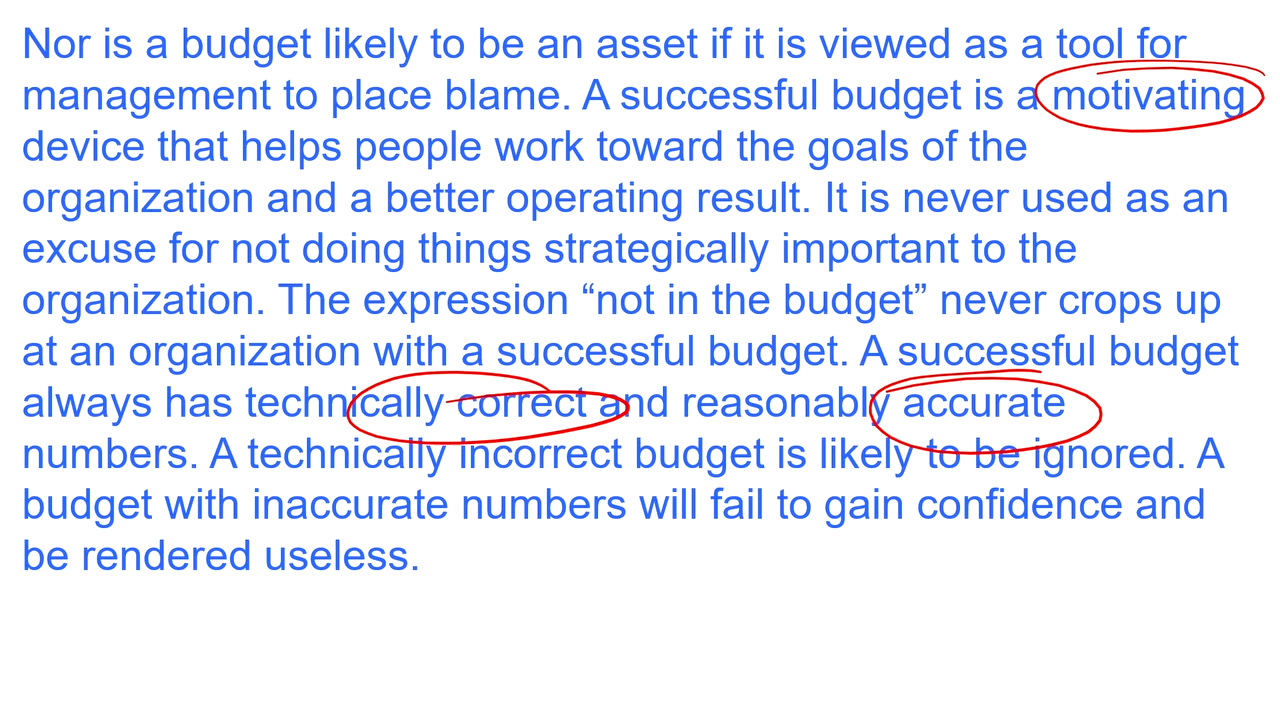 Nor is a budget likely to be an asset if it is viewed as a tool for
management to place blame. A successful budget is a motivating
device that helps people work toward the goals of the
organization and a better operating result. It is never used as an
excuse for not doing things strategically important to the
organization. The expression “not in the budget” never crops up
at an organization with a successful budget. A successful budget
always has technically correct and reasonably accurate
numbers. A technically incorrect budget is likely to be ignored. A
budget with inaccurate numbers will fail to gain confidence and
be rendered useless.